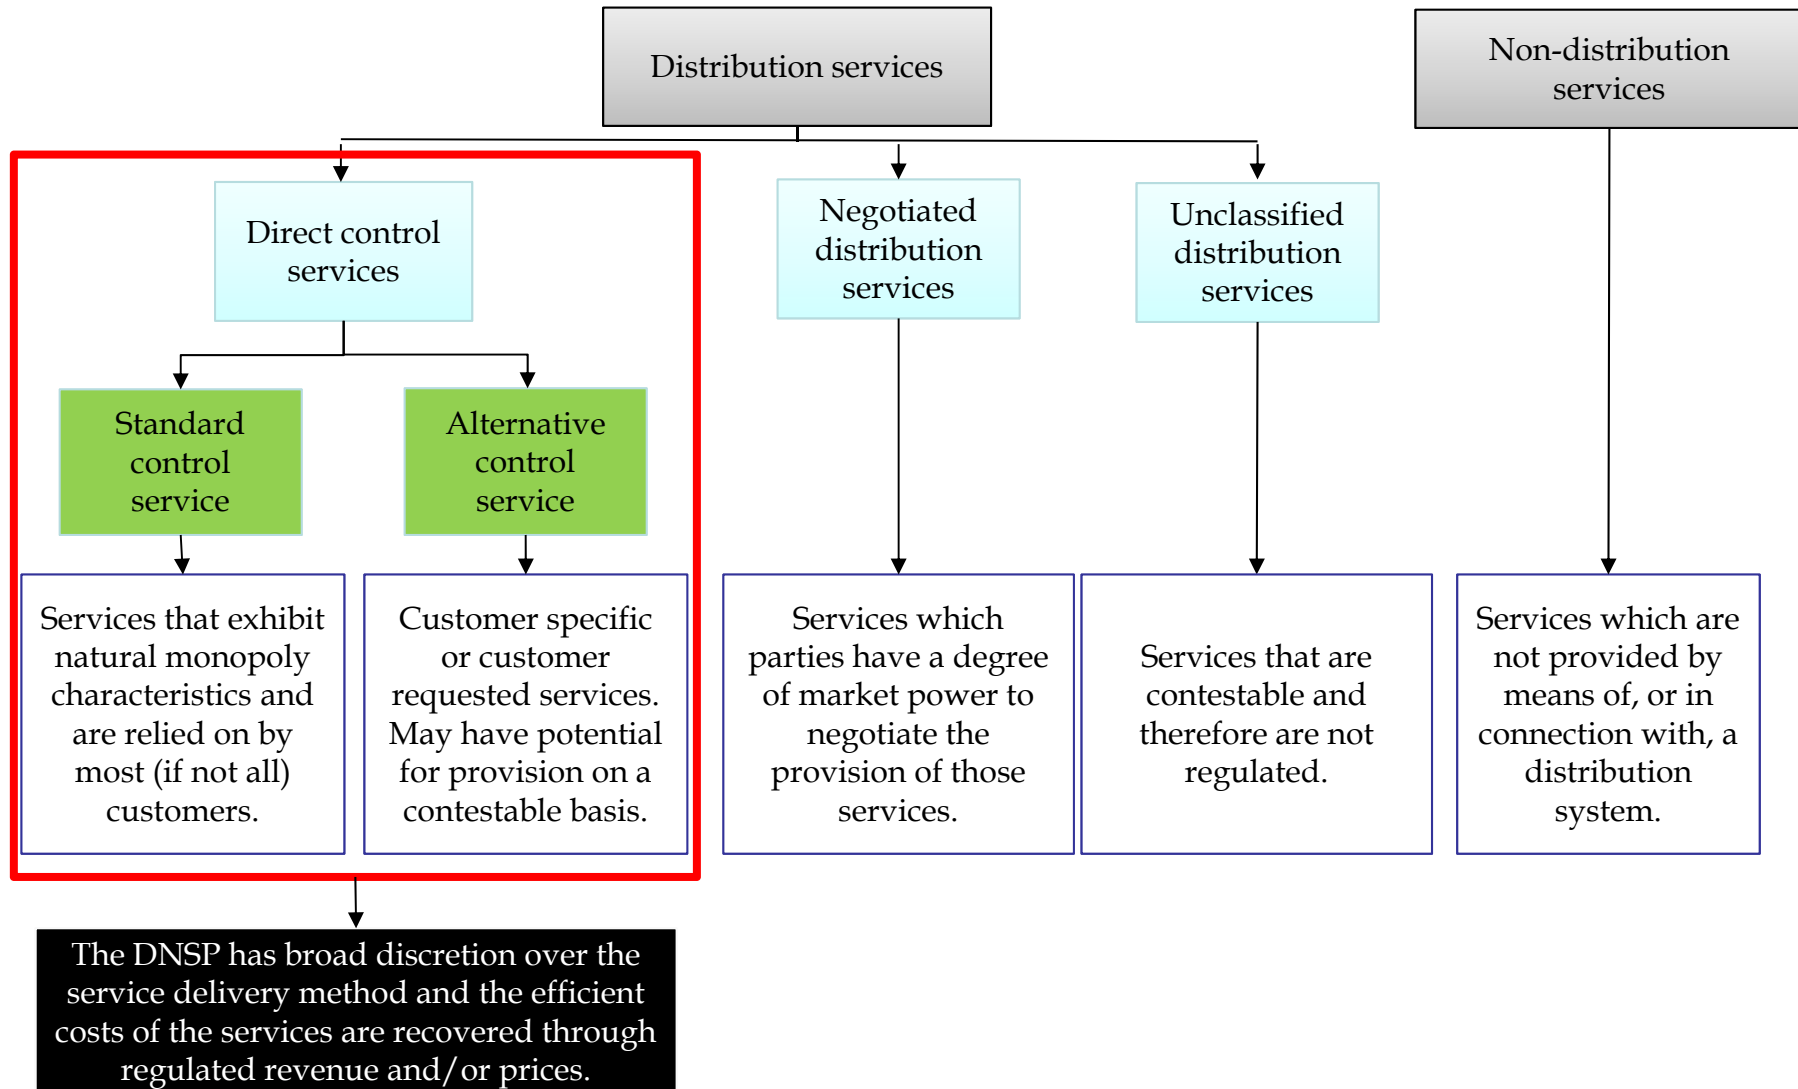 Distribution services
Non-distribution
services
Direct control
services
Negotiated
distribution
services
Unclassified
distribution
services
Standard
control
service
Alternative
control
service
Services that exhibit
natural monopoly
characteristics and
are relied on by
most (if not all)
customers.
Customer specific
or customer
requested services.
May have potential
for provision on a
contestable basis.
Services which
parties have a degree
of market power to
negotiate the
provision of those
services.
Services that are
contestable and
therefore are not
regulated.
Services which are
not provided by
means of, or in
connection with, a
distribution
system.
The DNSP has broad discretion over the
service delivery method and the efficient
costs of the services are recovered through
regulated revenue and/or prices.